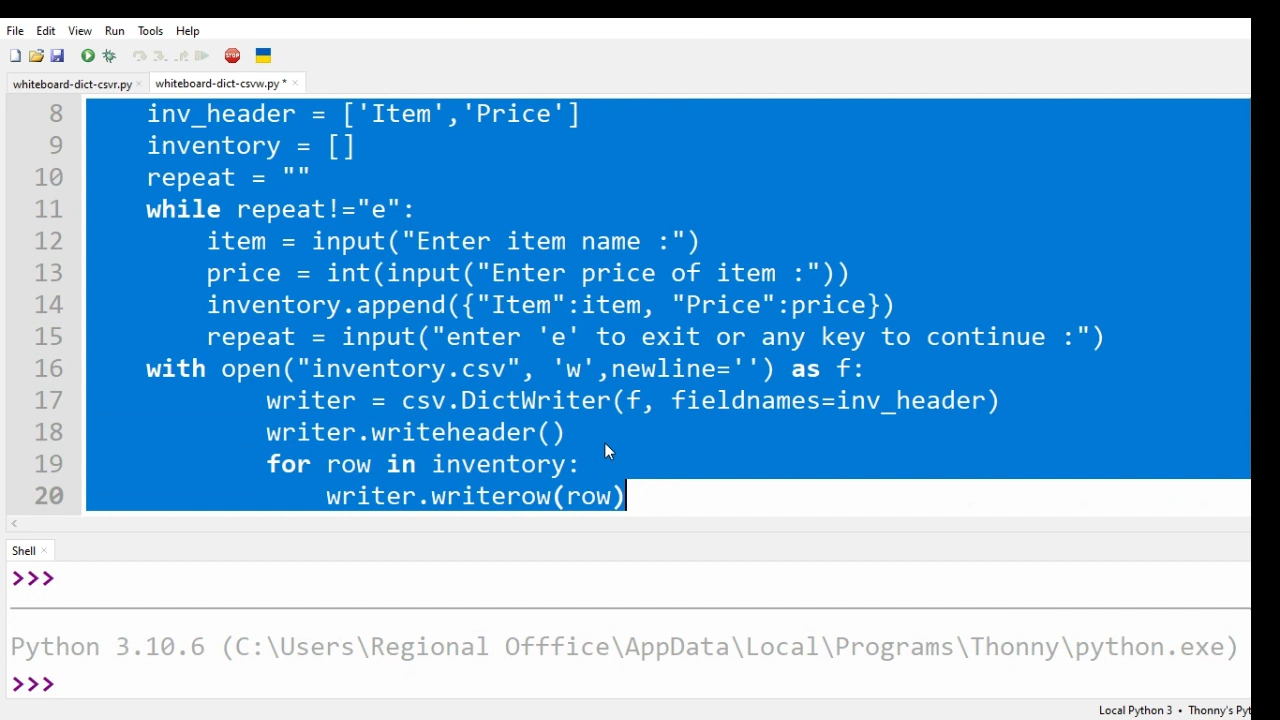 File Edit View Run Tools Help
STOP
whiteboard-dict-csvr.py × whiteboard-dict-csvw.py * ×
8 inv_header = ['Item','Price']
9 inventory = []
10 repeat = ""
11 while repeat!="e":
12 item = input("Enter item name :")
13 price = int(input("Enter price of item :"))
14 inventory.append({"Item":item, "Price":price})
15 repeat = input("enter 'e' to exit or any key to continue :")
16 with open("inventory.csv", 'w',newline='') as f:
17 writer = csv.DictWriter(f, fieldnames=inv_header)
18 writer.writeheader()
19 for row in inventory:
20 writer.writerow(row)
Shell ×
>>>
Python 3.10.6 (C:\Users\Regional Offfice\AppData\Local\Programs\Thonny\python.exe)
>>>
Local Python 3 • Thonny's Pyt